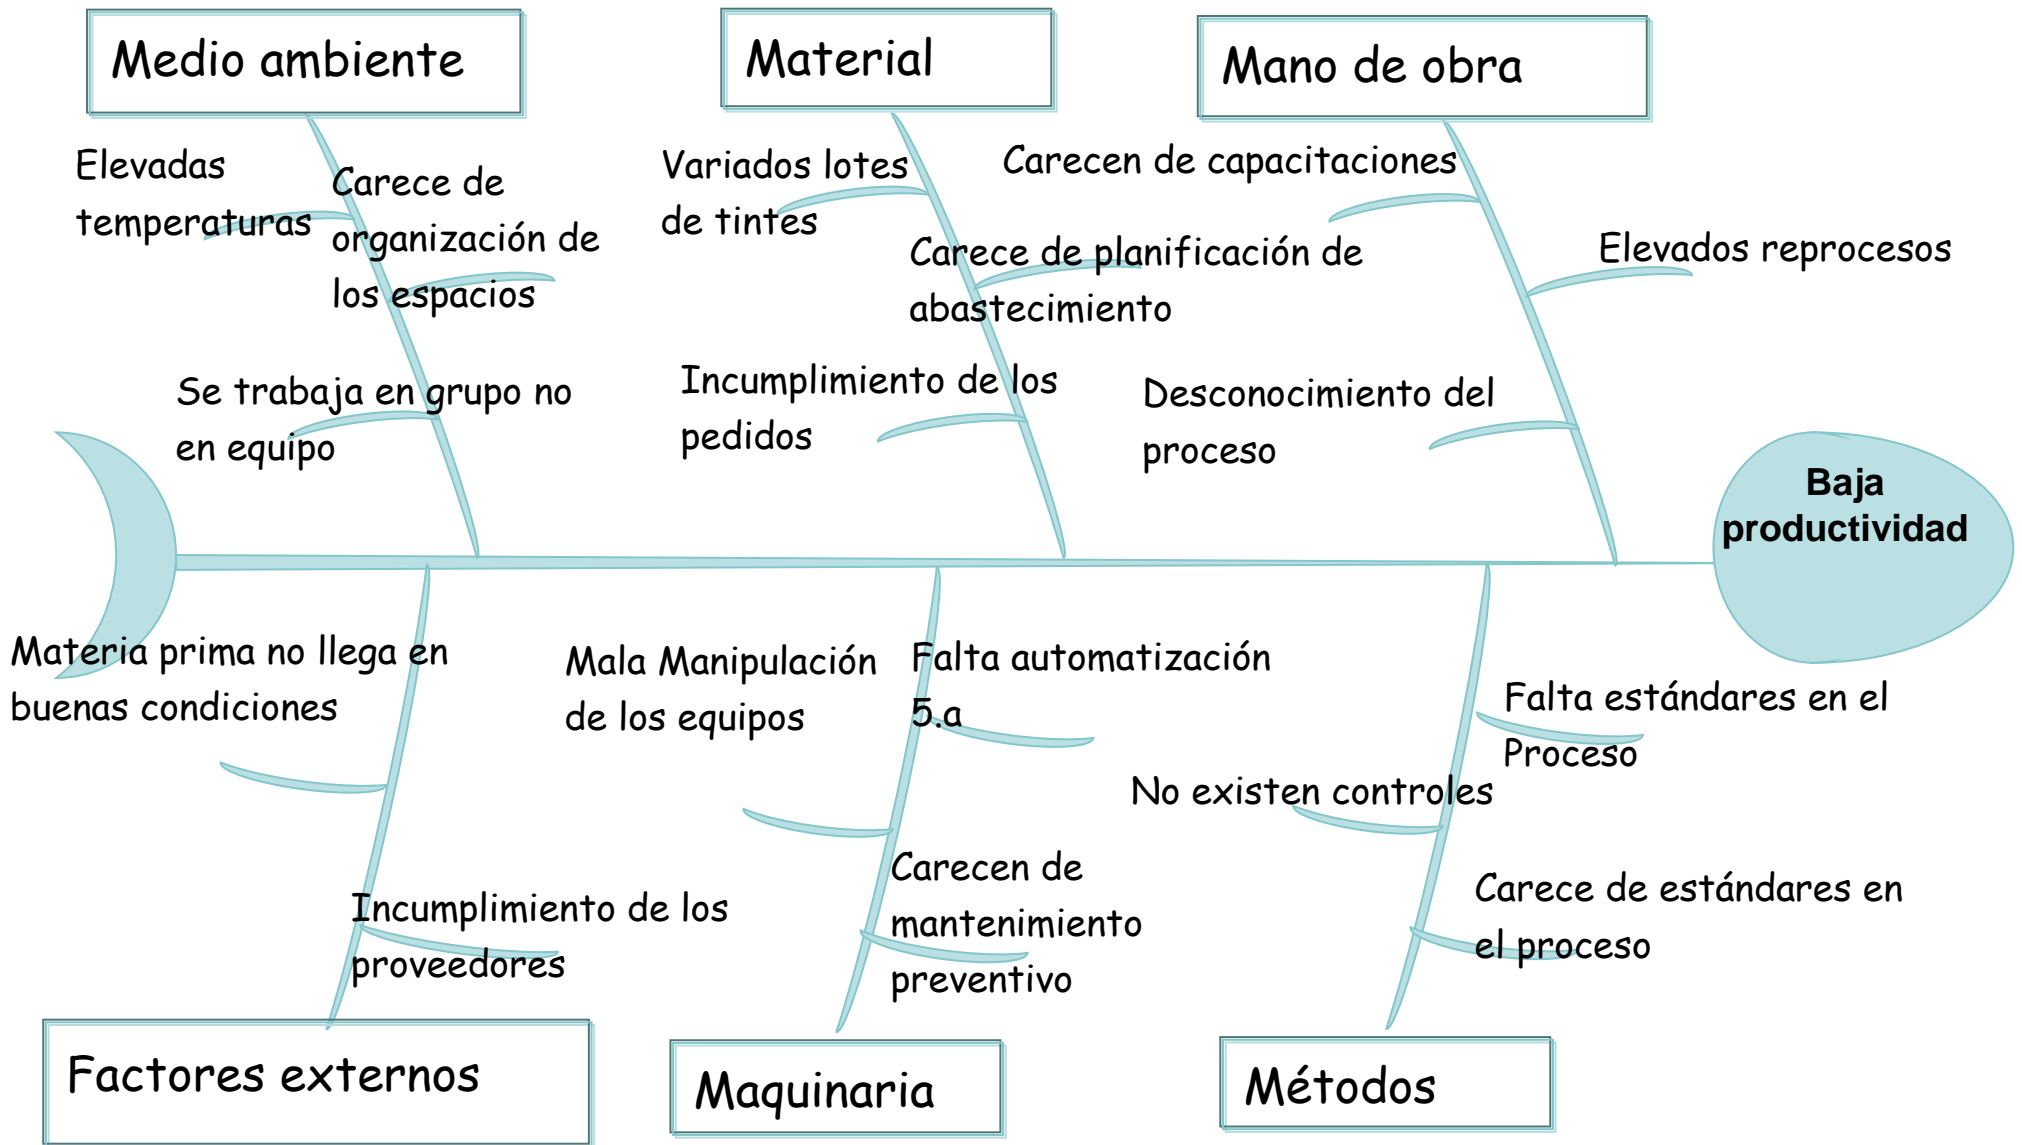 Medio ambiente
Material
Mano de obra
Elevadas
temperaturas
Carece de
organización de
los espacios
Se trabaja en grupo no
en equipo
Variados lotes
de tintes
Carece de planificación de
abastecimiento
Incumplimiento de los
pedidos
Carecen de capacitaciones
Elevados reprocesos
Desconocimiento del
proceso
Baja
productividad
Materia prima no llega en
buenas condiciones
Incumplimiento de los
proveedores
Mala Manipulación
de los equipos
Falta automatización
5.a
Carecen de
mantenimiento
preventivo
Falta estándares en el
Proceso
No existen controles
Carece de estándares en
el proceso
Factores externos
Maquinaria
Métodos